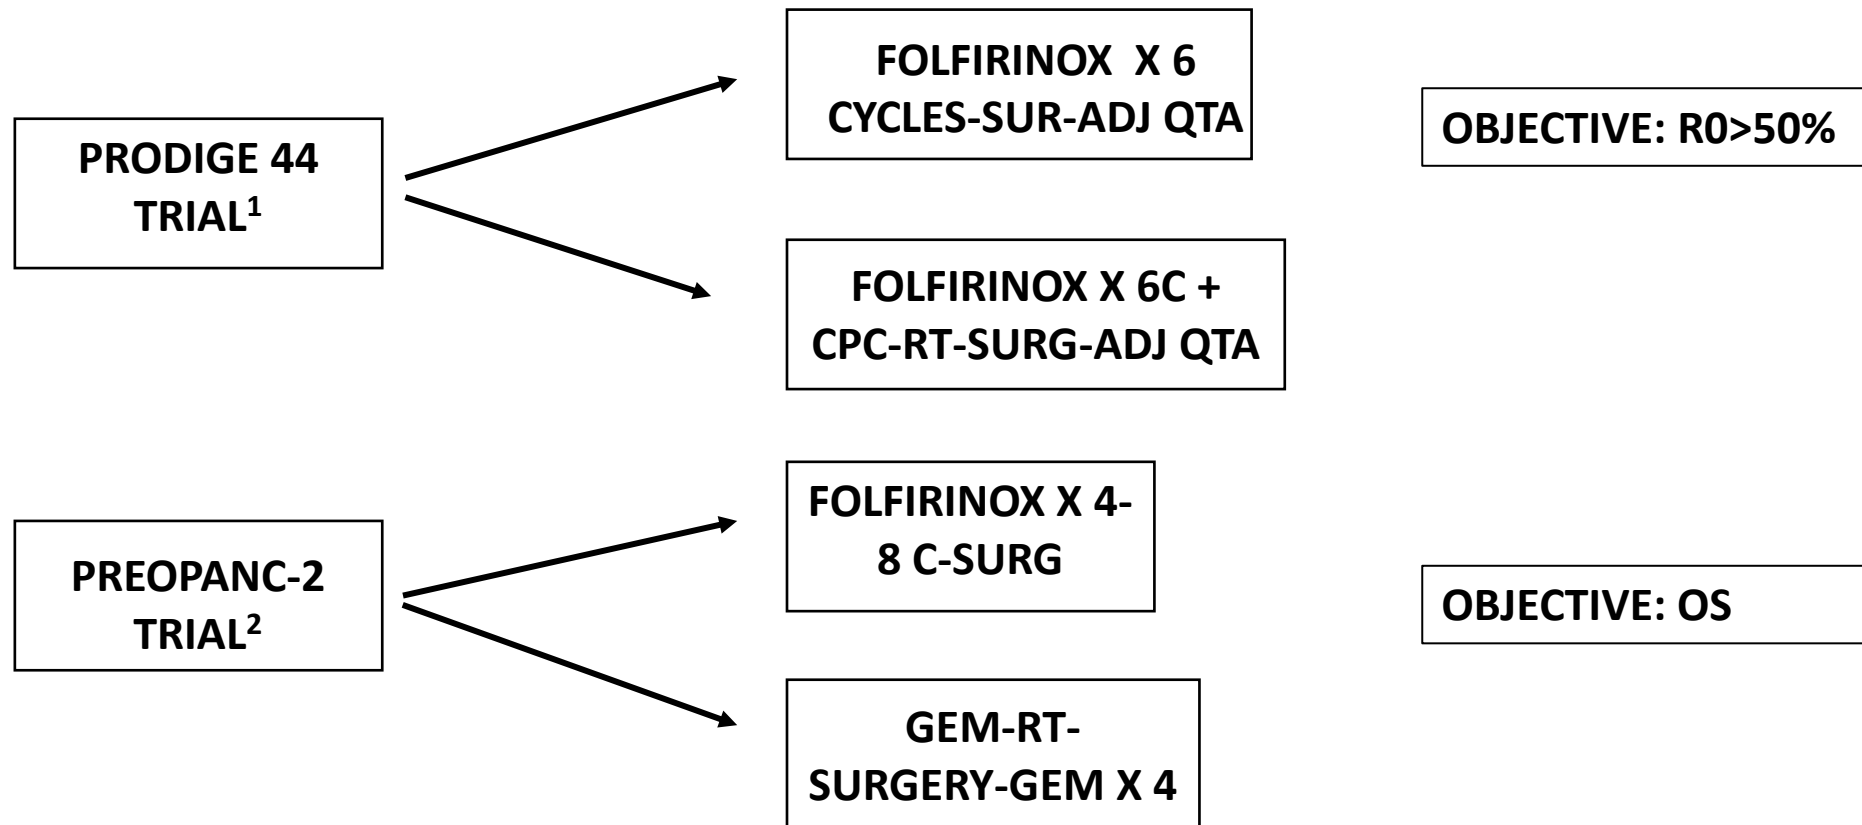 PRODIGE 44
TRIAL¹
FOLFIRINOX X 6
CYCLES-SUR-ADJ QTA
FOLFIRINOX X 6C +
CPC-RT-SURG-ADJ QTA
OBJECTIVE: R0>50%
PREOPANC-2
TRIAL²
FOLFIRINOX X 4-
8 C-SURG
GEM-RT-
SURGERY-GEM X 4
OBJECTIVE: OS